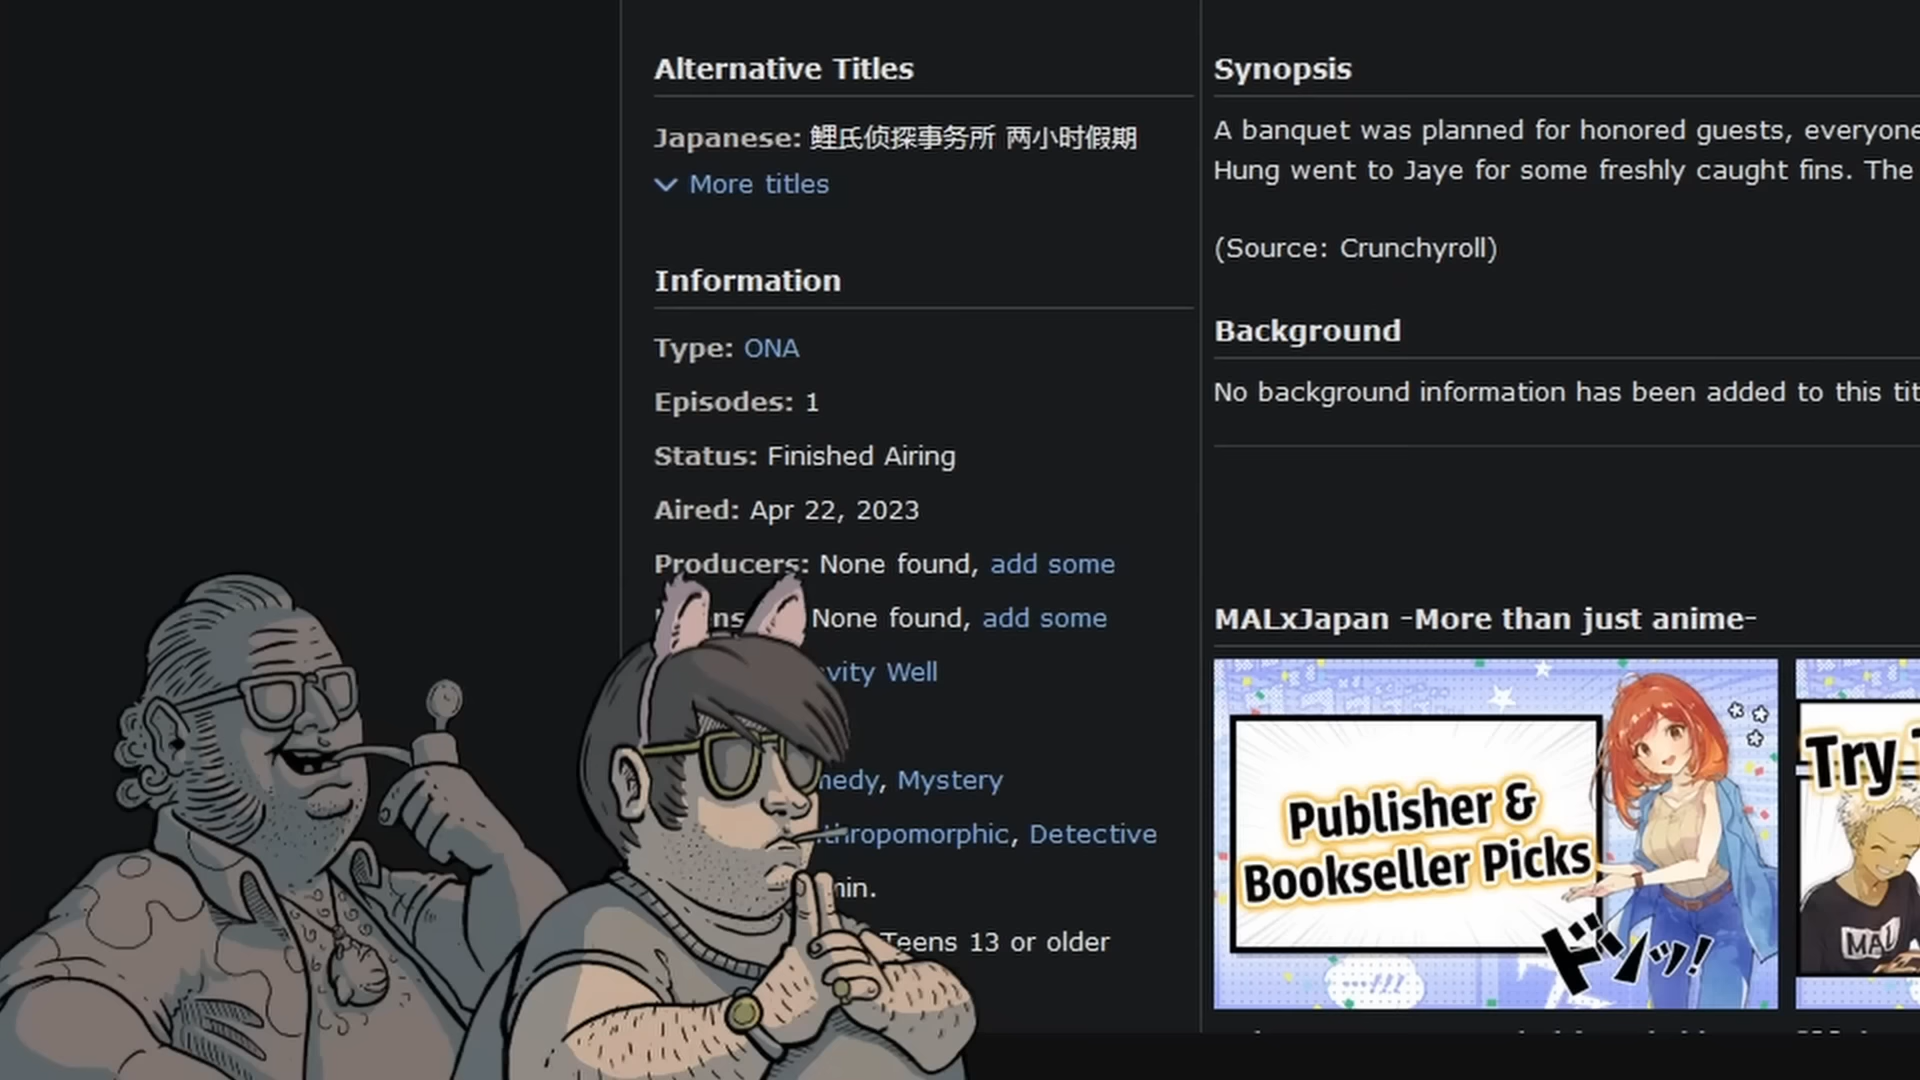 Alternative Titles
Japanese: 鲤氏侦探事务所 两小时假期
More titles
Information
Type: ONA
Episodes: 1
Status: Finished Airing
Aired: Apr 22, 2023
Producers: None found, add some
None found, add some
Well
Mystery
Detective
Teens 13 or older
Synopsis
A banquet was planned for honored guests, everyone
Hung went to Jaye for some freshly caught fins. The
(Source: Crunchyroll)
Background
No background information has been added to this tit
MALxJapan -More than just anime-
Publisher &
Bookseller Picks
ドンッ!
Try
MAL